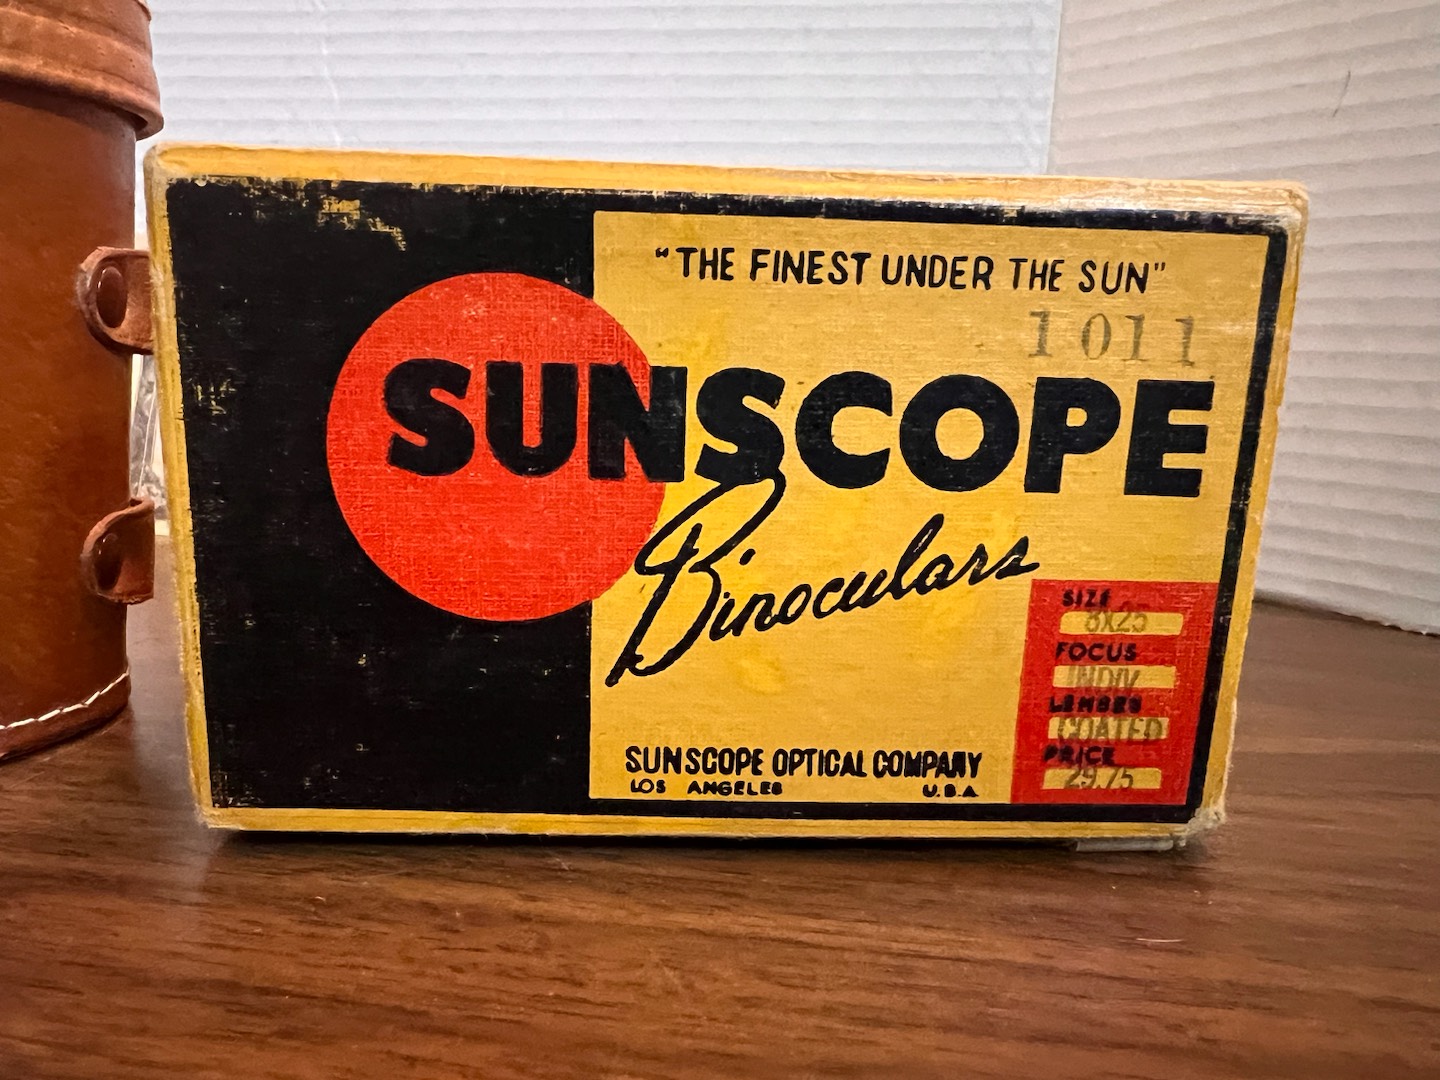 "THE FINEST UNDER THE SUN"
1011
SUNSCOPE
Binoculars
SIZE
8X25
FOCUS
INDIV
LENSES
COATED
PRICE
29.75
SUNSCOPE OPTICAL COMPANY
LOS ANGELES U.S.A